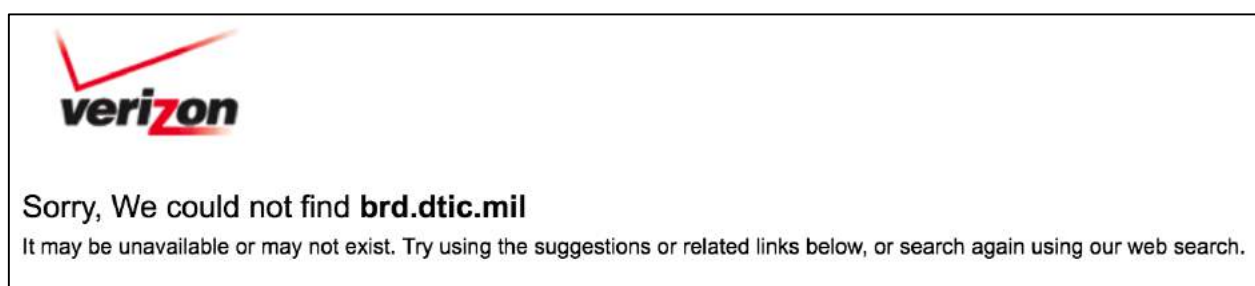 verizon
Sorry, We could not find brd.dtic.mil
It may be unavailable or may not exist. Try using the suggestions or related links below, or search again using our web search.